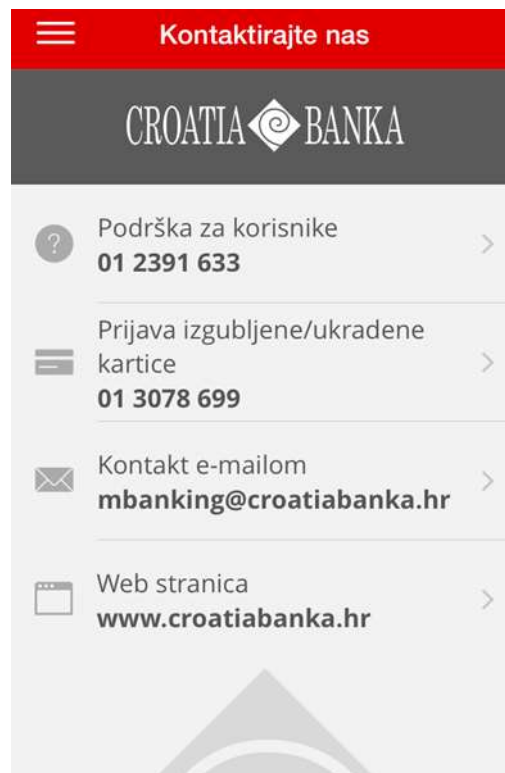 Kontaktirajte nas
CROATIA BANKA
Podrška za korisnike
01 2391 633
Prijava izgubljene/ukradene
kartice
01 3078 699
Kontakt e-mailom
mbanking@croatiabanka.hr
Web stranica
www.croatiabanka.hr